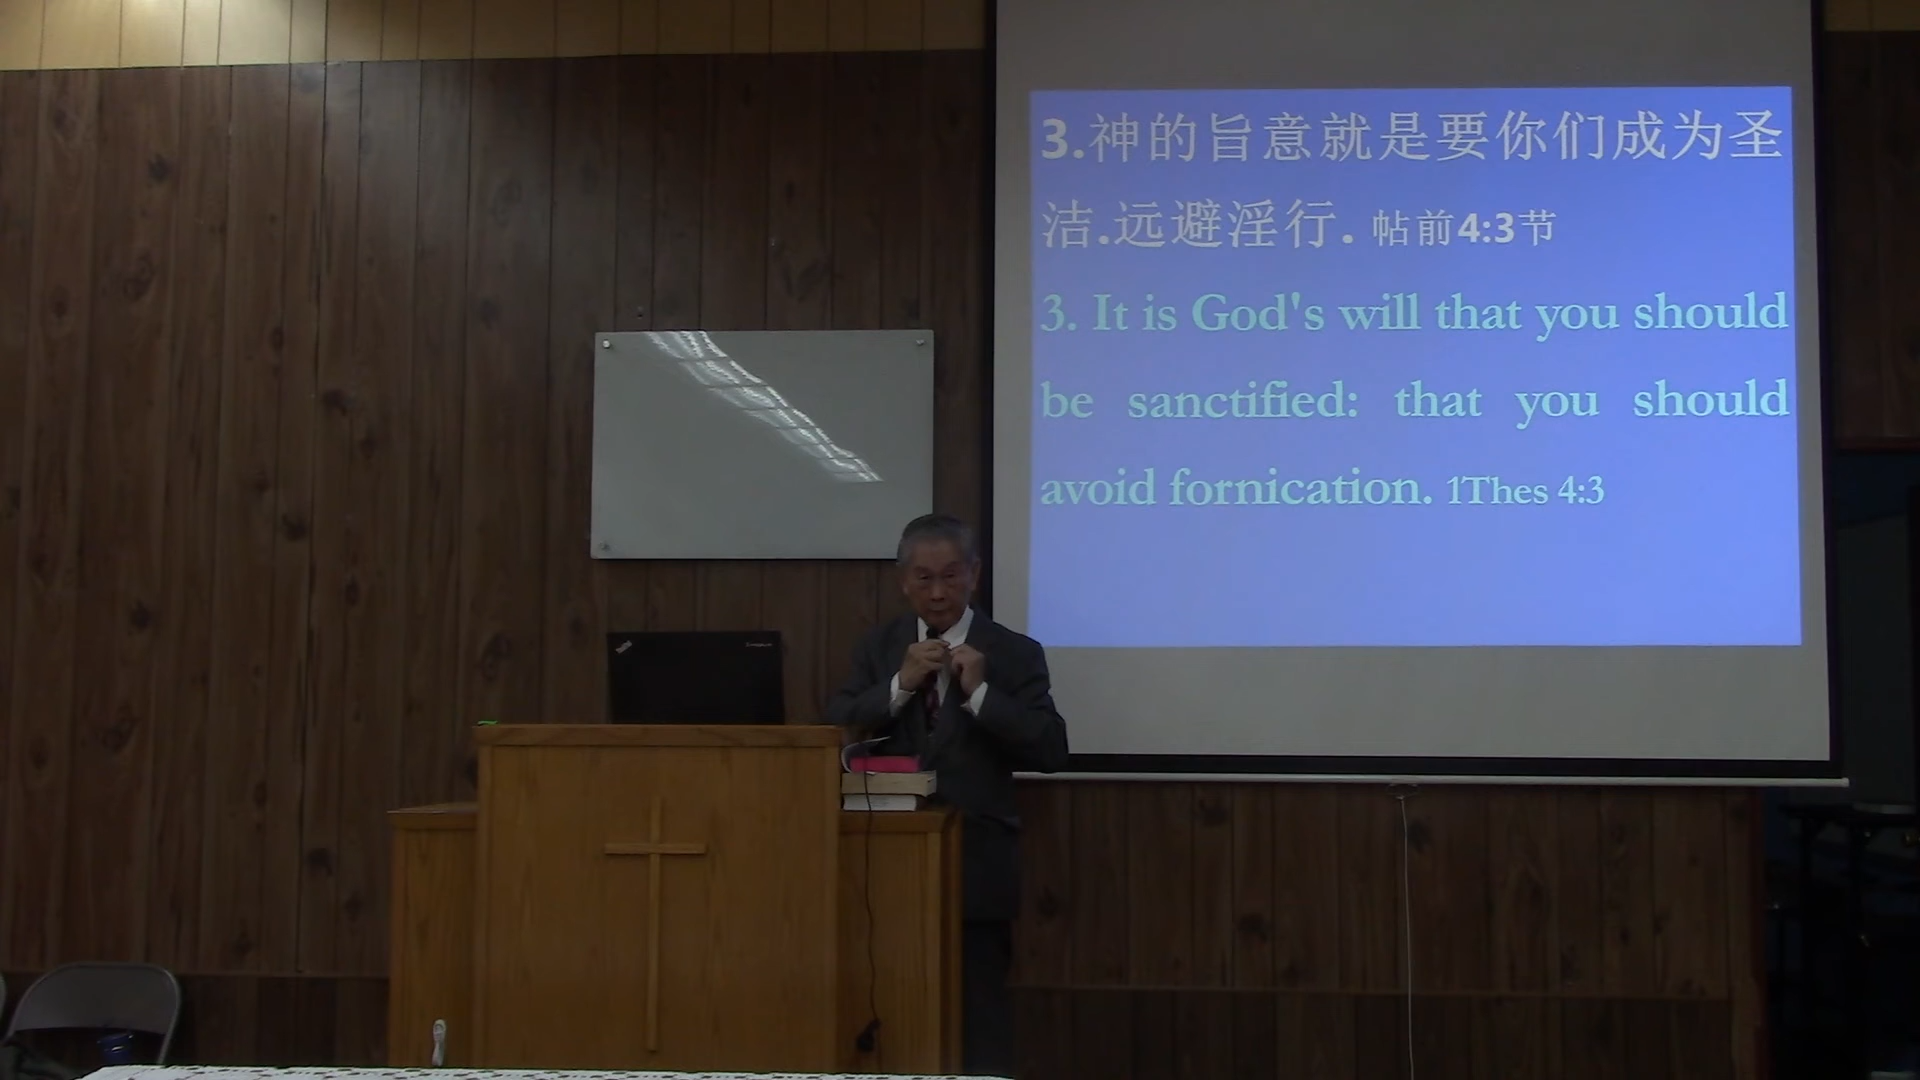 3.神的旨意就是要你们成为圣
洁.远避淫行. 帖前4:3节
3. It is God's will that you should
be sanctified: that you should
avoid fornication. 1Thes 4:3
ThinkPad